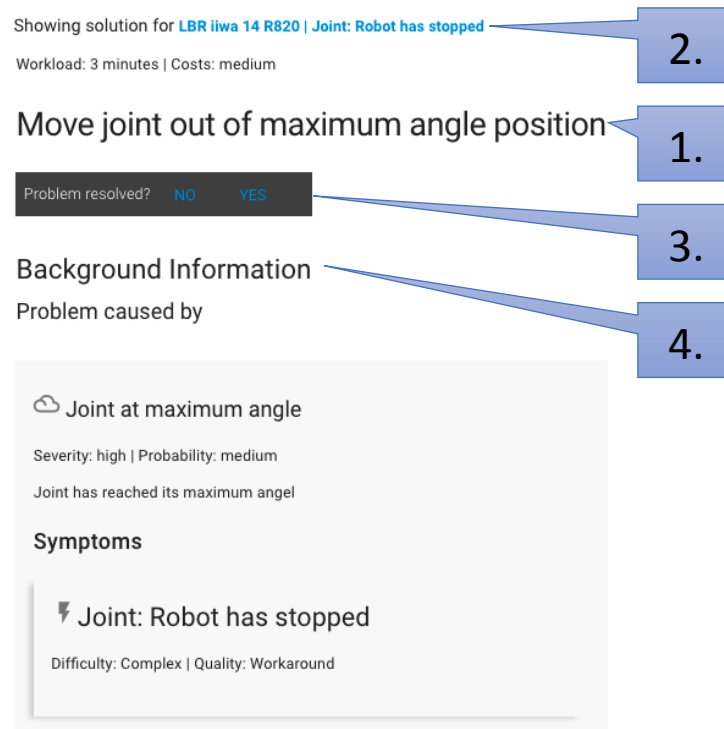 Showing solution for LBR iiwa 14 R820 | Joint: Robot has stopped
2.
Workload: 3 minutes | Costs: medium
Move joint out of maximum angle position
1.
Problem resolved? NO YES
3.
Background Information
Problem caused by
4.
Joint at maximum angle
Severity: high | Probability: medium
Joint has reached its maximum angel
Symptoms
Joint: Robot has stopped
Difficulty: Complex | Quality: Workaround